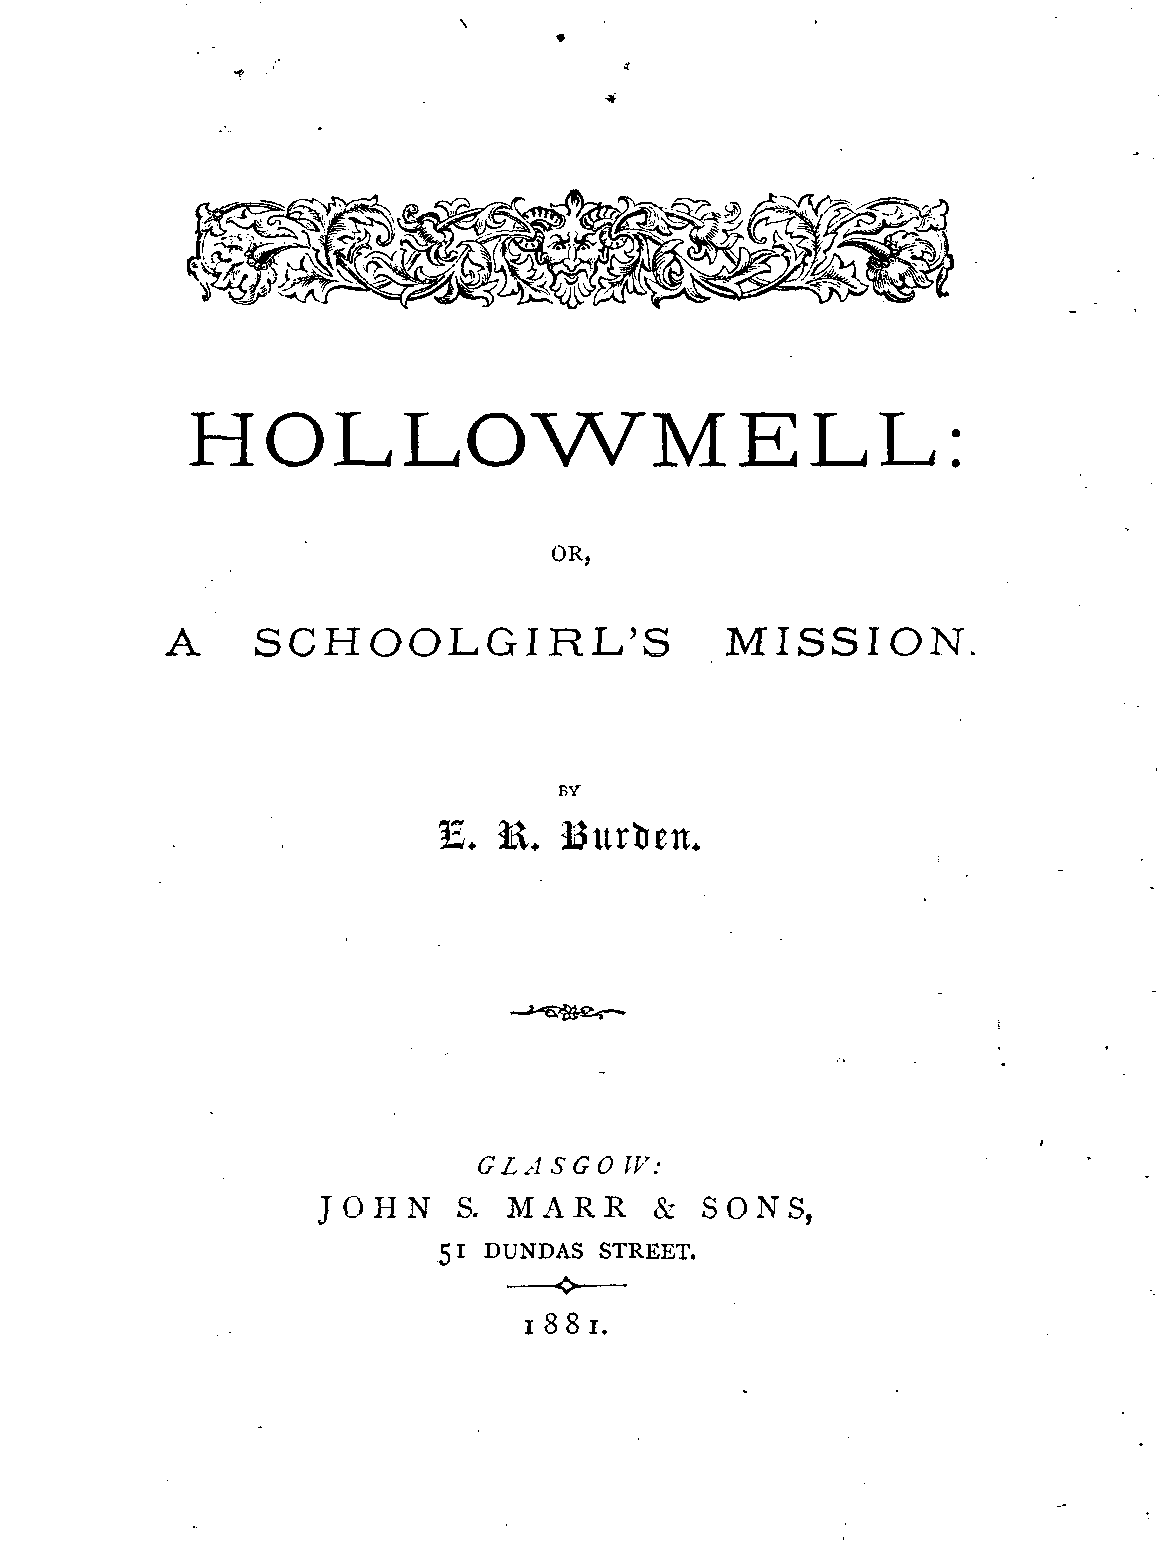 HOLLOWMELL:
OR,
A SCHOOLGIRL'S MISSION.
BY
E. R. Burden.
GLASGOW:
JOHN S. MARR & SONS,
51 DUNDAS STREET.
1881.